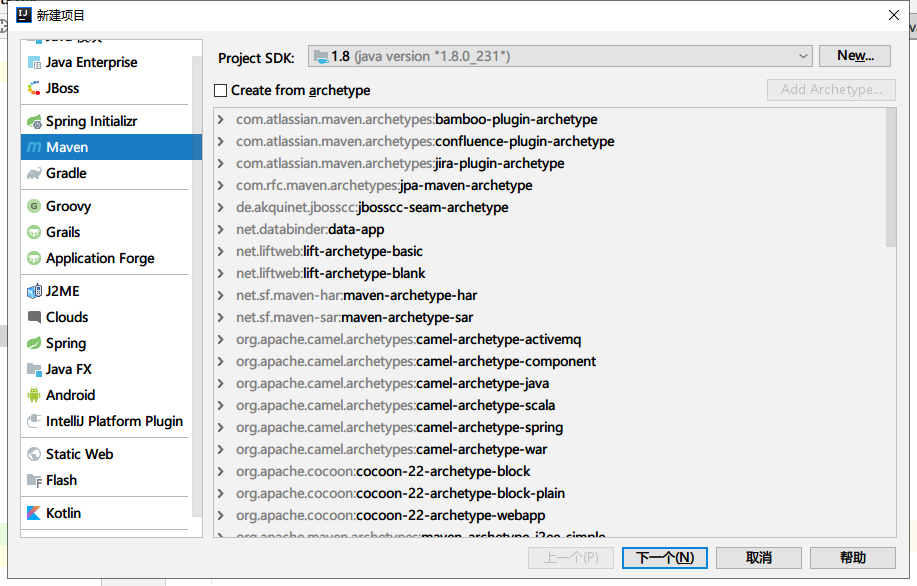 新建项目
Java Enterprise
JBoss
Spring Initializr
Maven
Gradle
Groovy
Grails
Application Forge
J2ME
Clouds
Spring
Java FX
Android
IntelliJ Platform Plugin
Static Web
Flash
Kotlin
Project SDK:
1.8 (java version "1.8.0_231")
New...
Create from archetype
Add Archetype...
com.atlassian.maven.archetypes:bamboo-plugin-archetype
com.atlassian.maven.archetypes:confluence-plugin-archetype
com.atlassian.maven.archetypes:jira-plugin-archetype
com.rfc.maven.archetypes:jpa-maven-archetype
de.akquinet.jbosscc:jbosscc-seam-archetype
net.databinder:data-app
net.liftweb:lift-archetype-basic
net.liftweb:lift-archetype-blank
net.sf.maven-har:maven-archetype-har
net.sf.maven-sar:maven-archetype-sar
org.apache.camel.archetypes:camel-archetype-activemq
org.apache.camel.archetypes:camel-archetype-component
org.apache.camel.archetypes:camel-archetype-java
org.apache.camel.archetypes:camel-archetype-scala
org.apache.camel.archetypes:camel-archetype-spring
org.apache.camel.archetypes:camel-archetype-war
org.apache.cocoon:cocoon-22-archetype-block
org.apache.cocoon:cocoon-22-archetype-block-plain
org.apache.cocoon:cocoon-22-archetype-webapp
org.apache.maven.archetypes:maven-archetype-j2ee-simple
上一个(P)
下一个(N)
取消
帮助